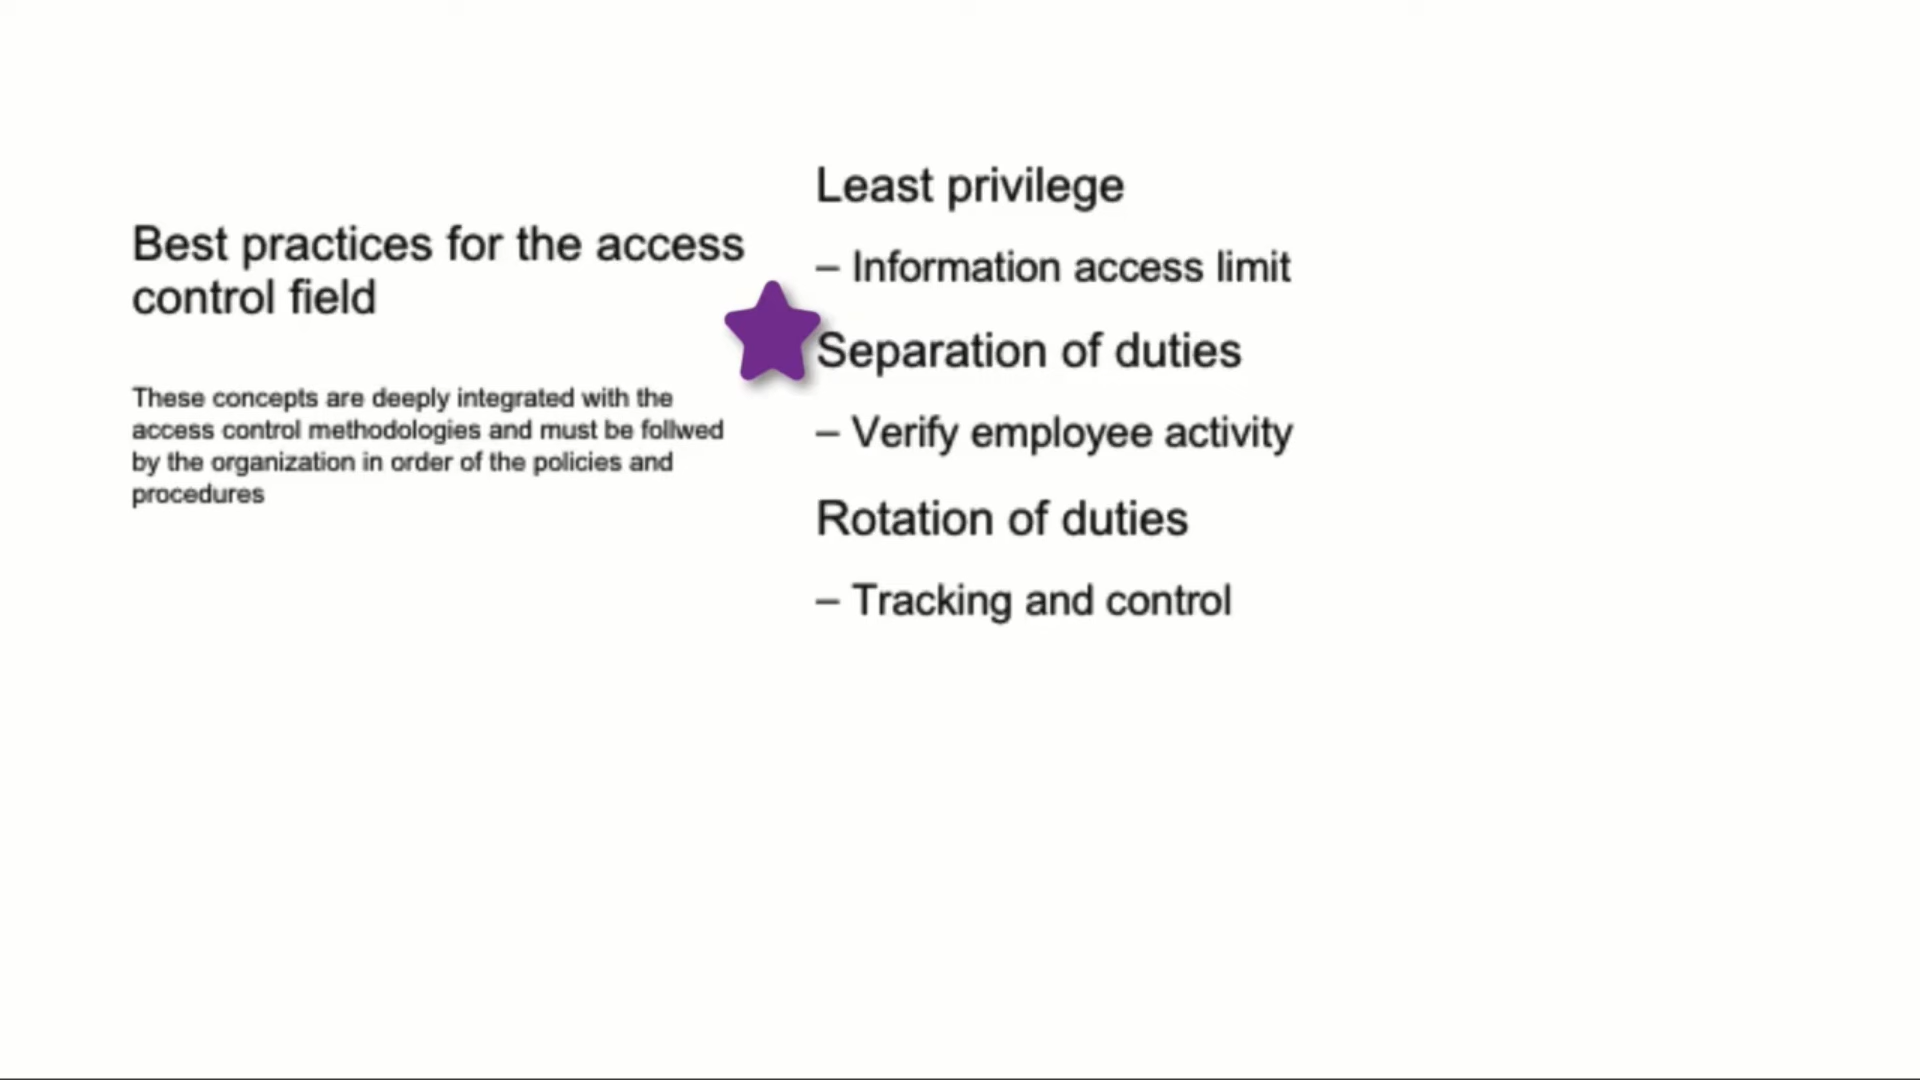 Best practices for the access
control field
These concepts are deeply integrated with the
access control methodologies and must be follwed
by the organization in order of the policies and
procedures
Least privilege
– Information access limit
Separation of duties
– Verify employee activity
Rotation of duties
– Tracking and control